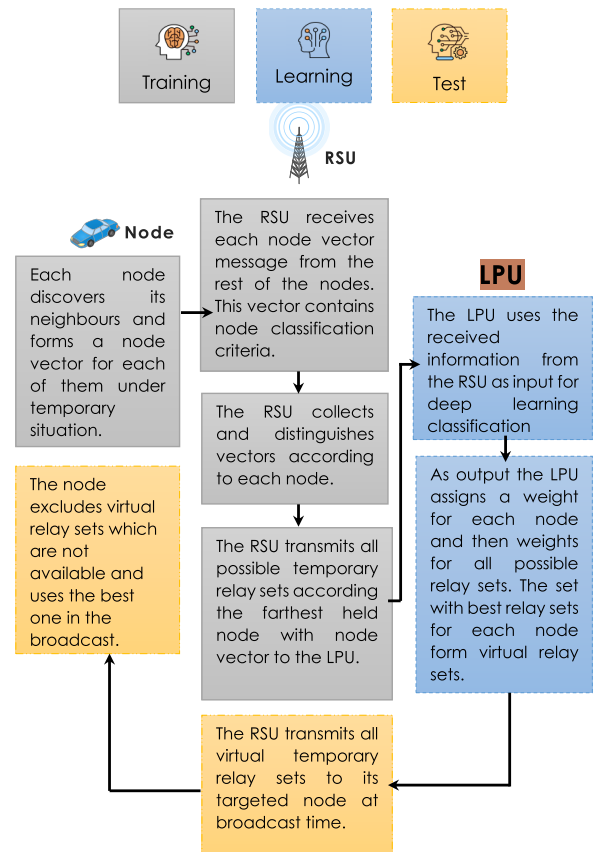 Training
Learning
Test
RSU
Node
Each node
discovers its
neighbours and
forms a node
vector for each
of them under
temporary
situation.
The RSU receives
each node vector
message from the
rest of the nodes.
This vector contains
node classification
criteria.
The RSU collects
and distinguishes
vectors according
to each node.
The RSU transmits all
possible temporary
relay sets according
the farthest held
node with node
vector to the LPU.
LPU
The LPU uses the
received
information from
the RSU as input for
deep learning
classification
As output the LPU
assigns a weight
for each node
and then weights
for all possible
relay sets. The set
with best relay sets
for each node
form virtual relay
sets.
The RSU transmits all
virtual temporary
relay sets to its
targeted node at
broadcast time.
The node
excludes virtual
relay sets which
are not
available and
uses the best
one in the
broadcast.